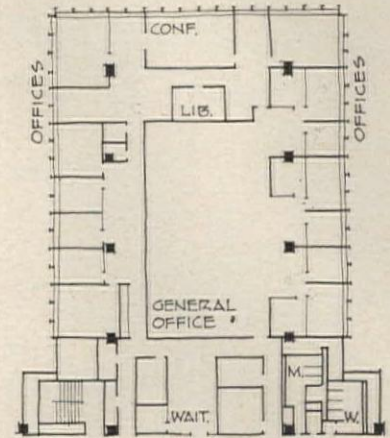 CONF.
OFFICES
OFFICES
LIB.
GENERAL
OFFICE
M.
WAIT.
W.